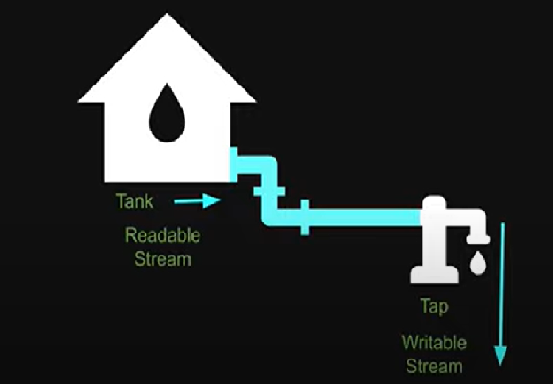 Tank
Readable
Stream
Tap
Writable
Stream